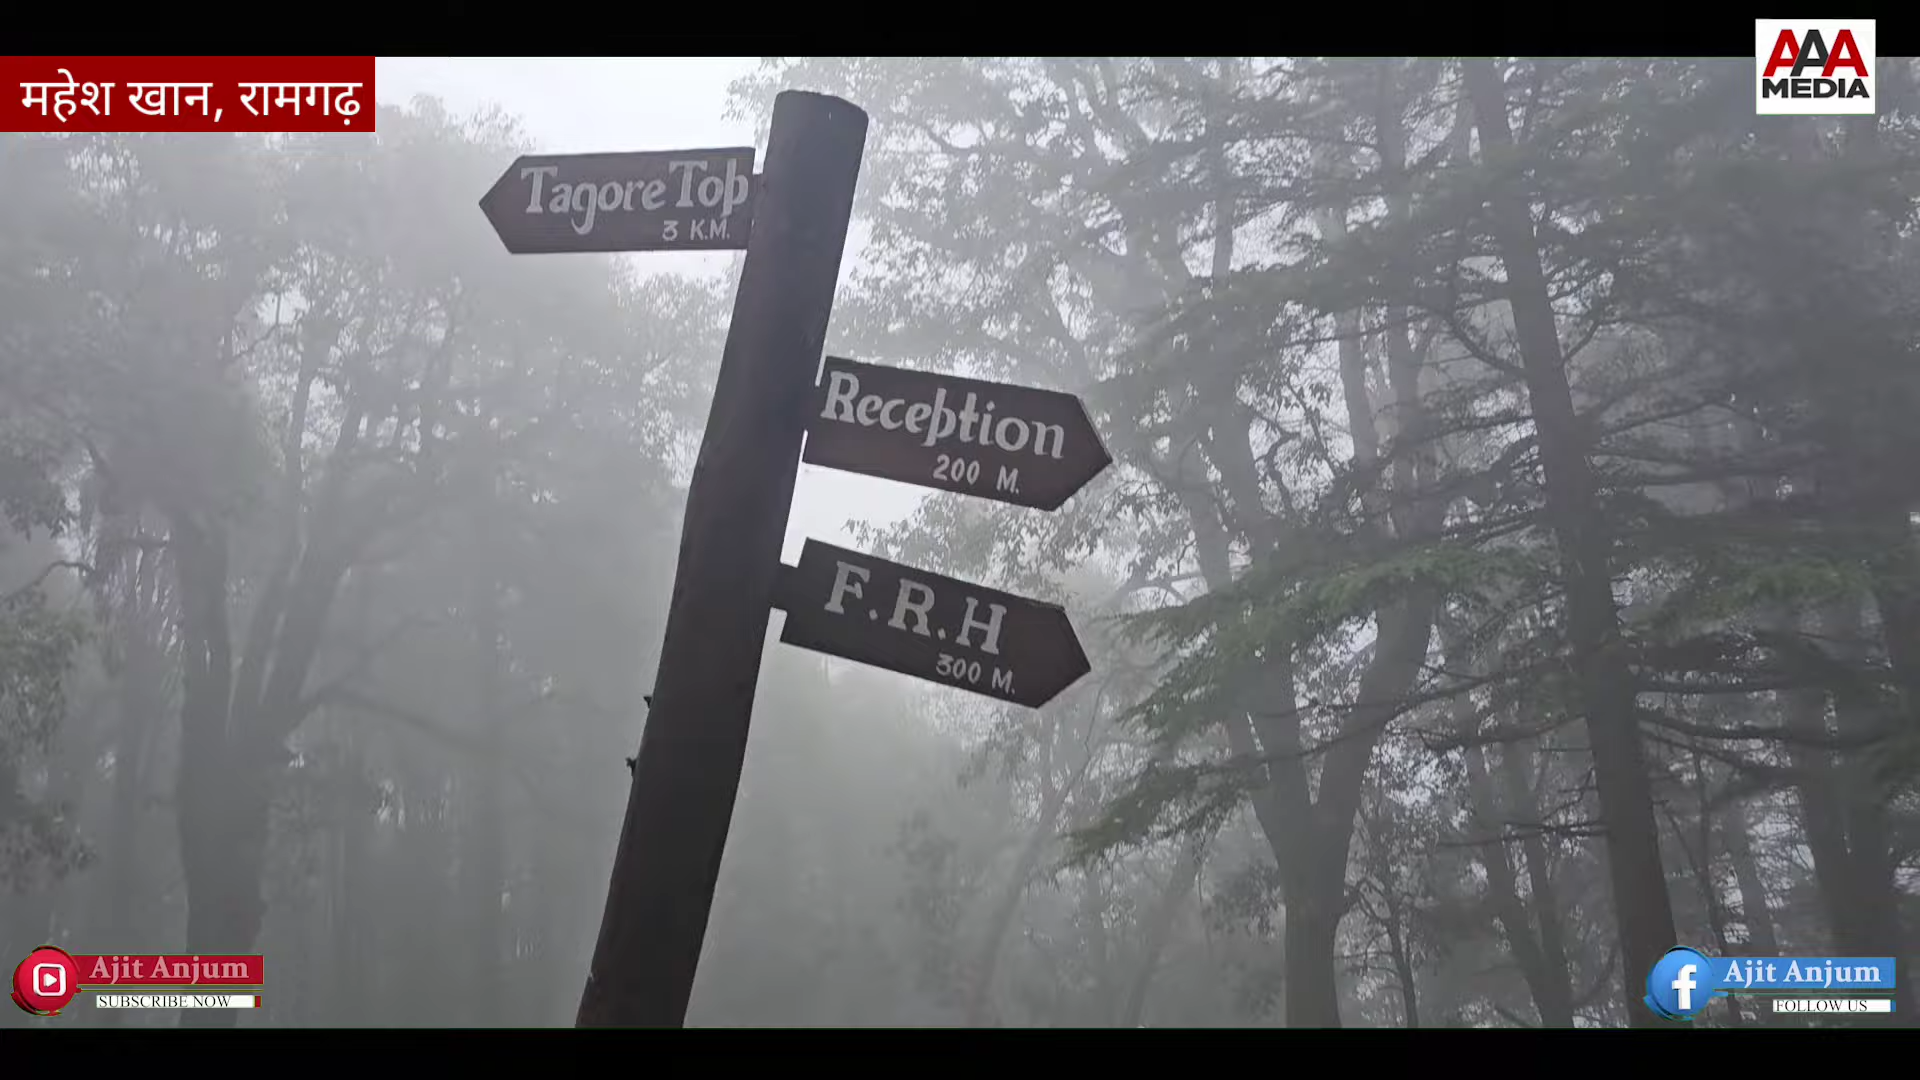 महेश खान, रामगढ़
AAA
MEDIA
Tagore Top
3 K.M.
Reception
200 M.
F.R.H
300 M.
Ajit Anjum
SUBSCRIBE NOW
Ajit Anjum
FOLLOW US